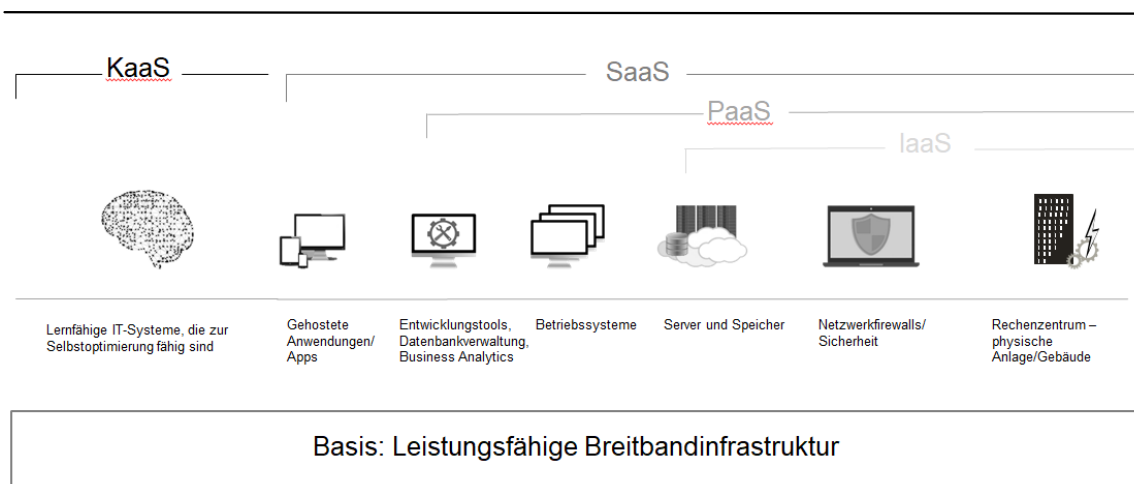 KaaS
SaaS
PaaS
IaaS
Lernfähige IT-Systeme, die zur
Selbstoptimierung fähig sind
Gehostete
Anwendungen/
Apps
Entwicklungstools,
Datenbankverwaltung,
Business Analytics
Betriebssysteme
Server und Speicher
Netzwerkfirewalls/
Sicherheit
Rechenzentrum –
physische
Anlage/Gebäude
Basis: Leistungsfähige Breitbandinfrastruktur